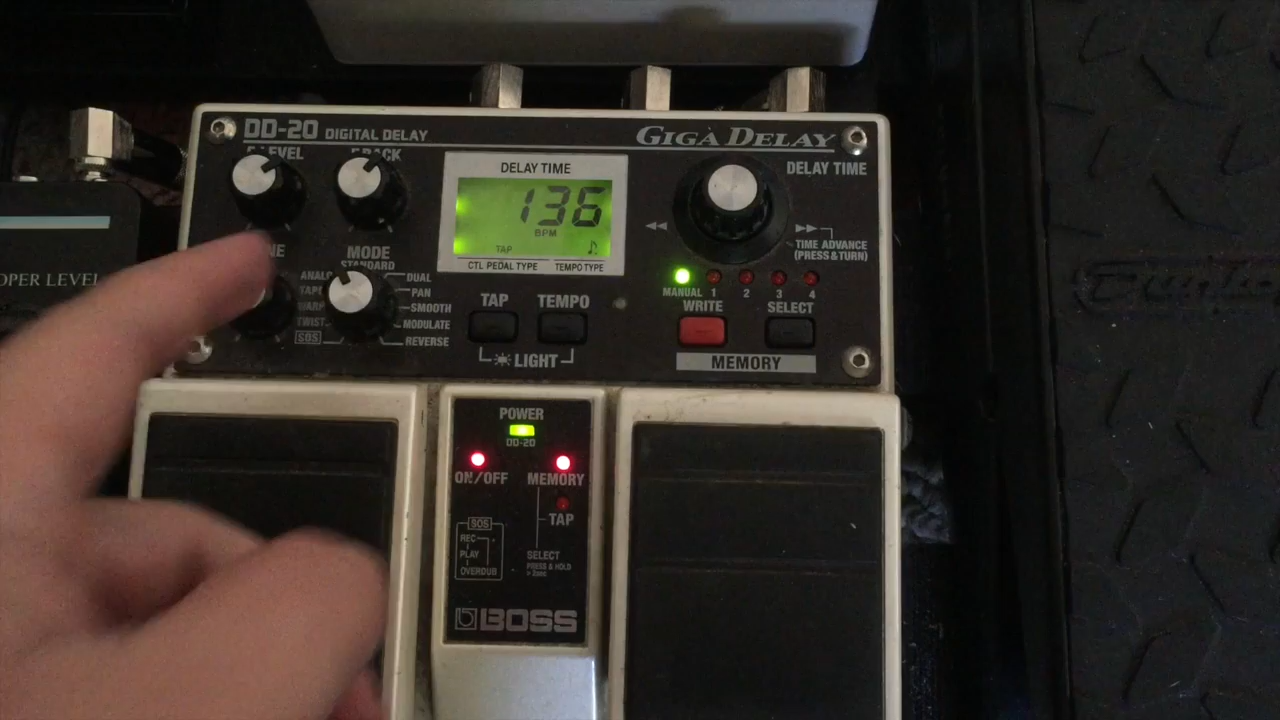 DD-20 DIGITAL DELAY
GIGA DELAY
DELAY TIME
136
BPM
TAP
CTL PEDAL TYPE
TEMPO TYPE
DELAY TIME
TIME ADVANCE
(PRESS & TURN)
MODE
STANDARD
DUAL
PAN
SMOOTH
MODULATE
REVERSE
TWIST
SOS
TAP
TEMPO
LIGHT
MANUAL 1 2 3 4
WRITE
SELECT
MEMORY
OPER LEVEL
POWER
DD-20
ON/OFF
MEMORY
TAP
SOS
REC
PLAY
OVERDUB
SELECT
PRESS & HOLD
BOSS